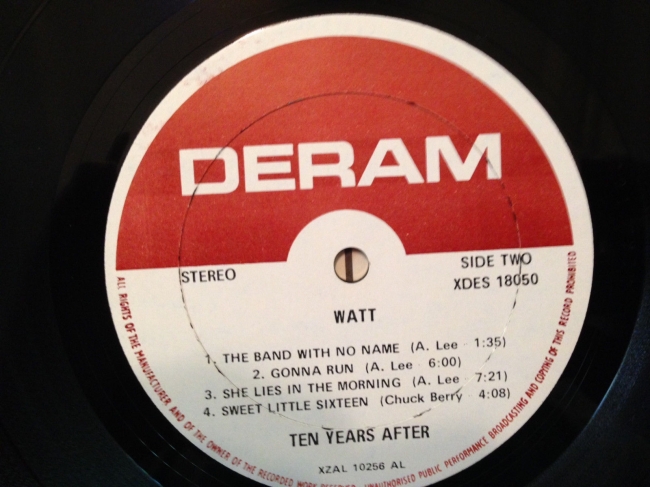 DERAM
STEREO
SIDE TWO
XDES 18050
WATT
1. THE BAND WITH NO NAME (A. Lee - 1:35)
2. GONNA RUN (A. Lee - 6:00)
3. SHE LIES IN THE MORNING (A. Lee - 7:21)
4. SWEET LITTLE SIXTEEN (Chuck Berry - 4:08)
TEN YEARS AFTER
XZAL 10256 AL
ALL RIGHTS OF THE MANUFACTURER AND OF THE OWNER OF THE RECORDED WORK RESERVED UNAUTHORISED PUBLIC PERFORMANCE BROADCASTING AND COPYING OF THIS RECORD PROHIBITED